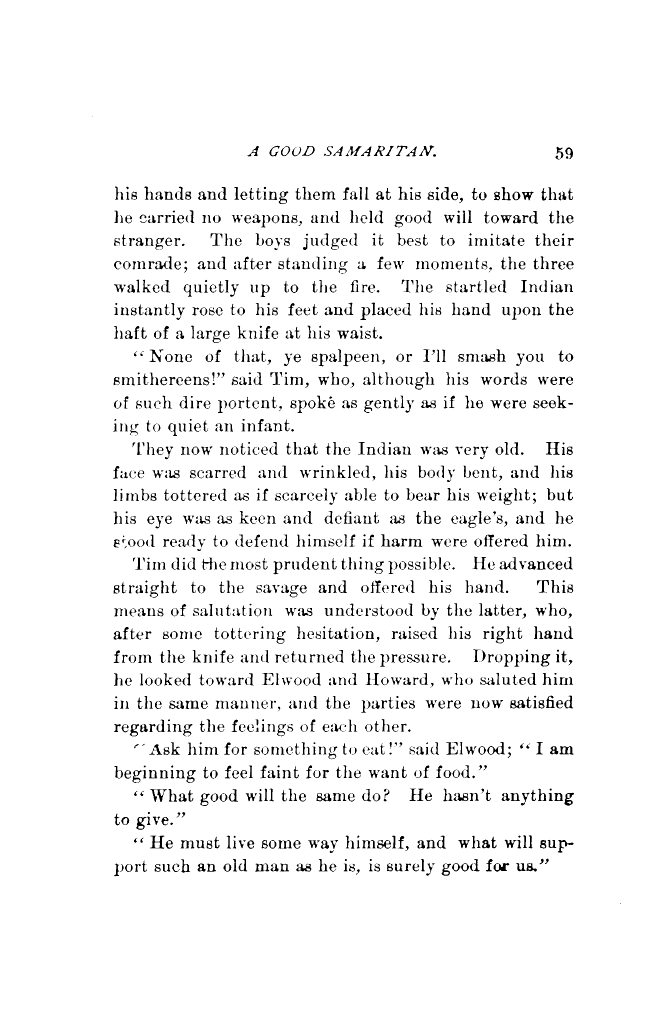 A GOOD SAMARITAN. 59
his hands and letting them fall at his side, to show that
he carried no weapons, and held good will toward the
stranger. The boys judged it best to imitate their
comrade; and after standing a few moments, the three
walked quietly up to the fire. The startled Indian
instantly rose to his feet and placed his hand upon the
haft of a large knife at his waist.
“None of that, ye spalpeen, or I’ll smash you to
smithereens!” said Tim, who, although his words were
of such dire portent, spoke as gently as if he were seek-
ing to quiet an infant.
They now noticed that the Indian was very old. His
face was scarred and wrinkled, his body bent, and his
limbs tottered as if scarcely able to bear his weight; but
his eye was as keen and defiant as the eagle’s, and he
stood ready to defend himself if harm were offered him.
Tim did the most prudent thing possible. He advanced
straight to the savage and offered his hand. This
means of salutation was understood by the latter, who,
after some tottering hesitation, raised his right hand
from the knife and returned the pressure. Dropping it,
he looked toward Elwood and Howard, who saluted him
in the same manner, and the parties were now satisfied
regarding the feelings of each other.
“Ask him for something to eat!” said Elwood; “I am
beginning to feel faint for the want of food.”
“What good will the same do? He hasn’t anything
to give.”
“He must live some way himself, and what will sup-
port such an old man as he is, is surely good for us.”